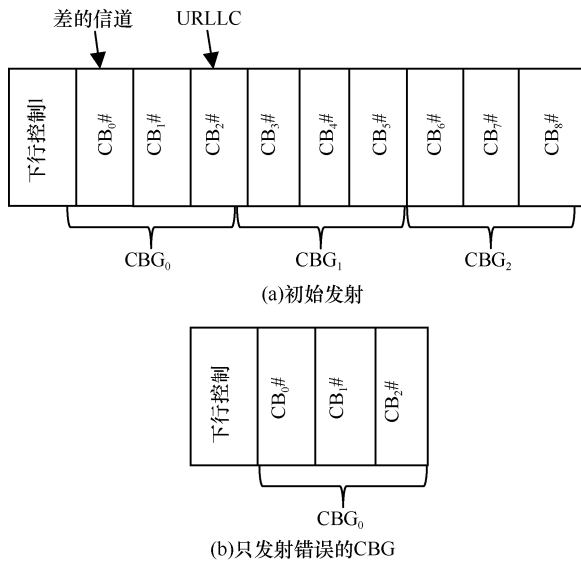 差的信道 URLLC
下行控制1 CB₀# CB₁# CB₂# CB₃# CB₄# CB₅# CB₆# CB₇# CB₈#
CBG₀ CBG₁ CBG₂
(a)初始发射
下行控制 CB₀# CB₁# CB₂#
CBG₀
(b)只发射错误的CBG